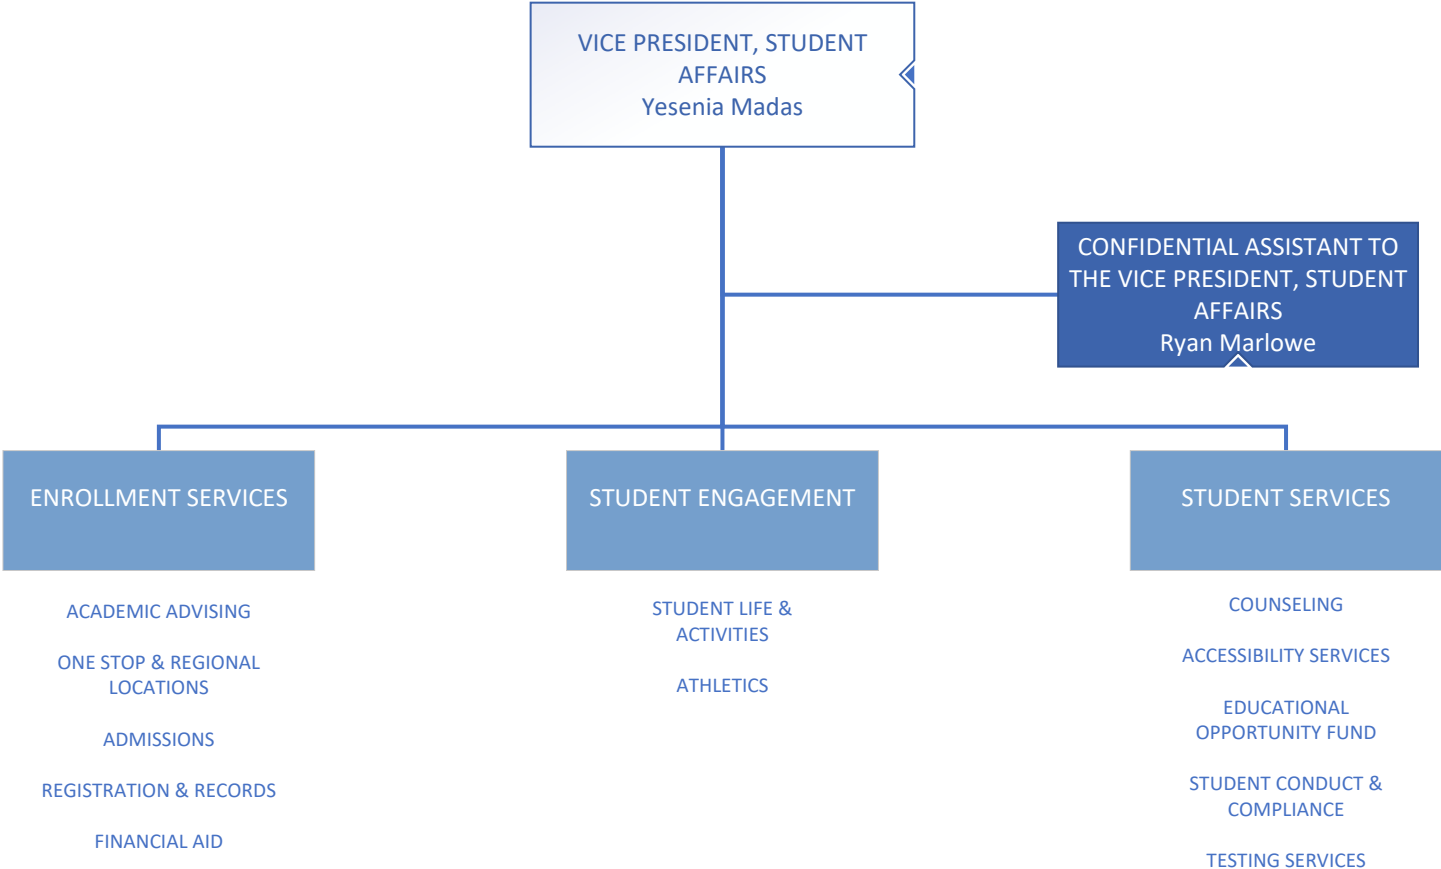 VICE PRESIDENT, STUDENT
AFFAIRS
Yesenia Madas
CONFIDENTIAL ASSISTANT TO
THE VICE PRESIDENT, STUDENT
AFFAIRS
Ryan Marlowe
ENROLLMENT SERVICES
ACADEMIC ADVISING
ONE STOP & REGIONAL
LOCATIONS
ADMISSIONS
REGISTRATION & RECORDS
FINANCIAL AID
STUDENT ENGAGEMENT
STUDENT LIFE &
ACTIVITIES
ATHLETICS
STUDENT SERVICES
COUNSELING
ACCESSIBILITY SERVICES
EDUCATIONAL
OPPORTUNITY FUND
STUDENT CONDUCT &
COMPLIANCE
TESTING SERVICES